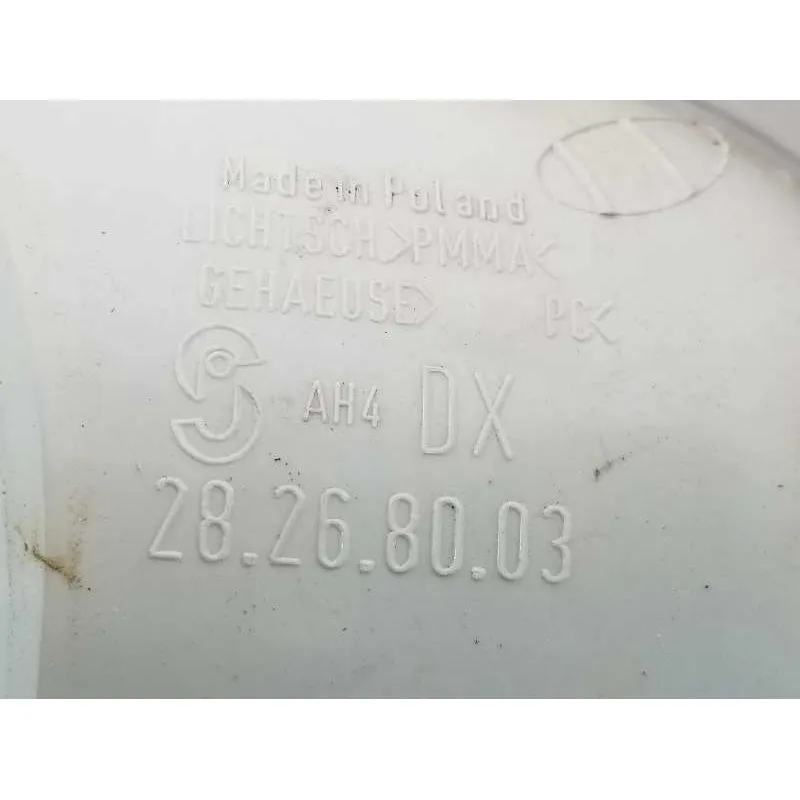 Made in Poland
LICHTSCH>PMMA<
GEHAEUSE> PC<
AH4 DX
28.26.80.03